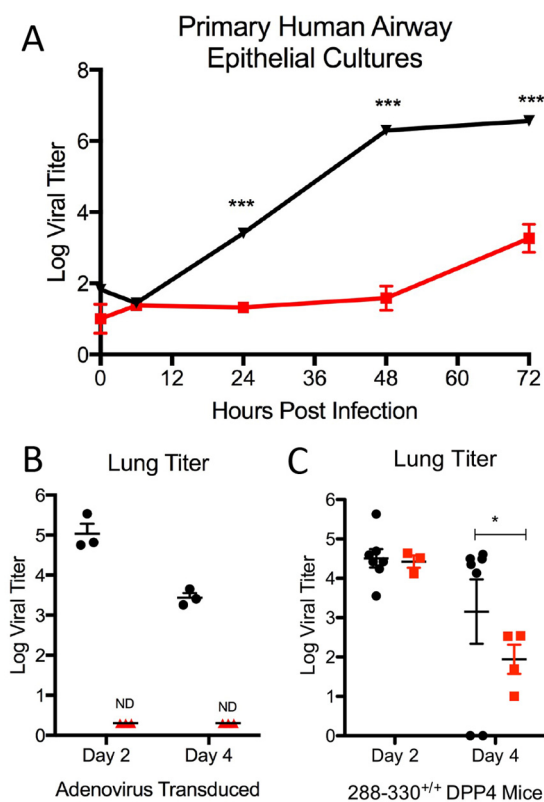 A
Primary Human Airway
Epithelial Cultures
Log Viral Titer
8
6
4
2
0
***
***
***
0 12 24 36 48 60 72
Hours Post Infection
B
Lung Titer
Log Viral Titer
6
5
4
3
2
1
0
ND
ND
Day 2 Day 4
Adenovirus Transduced
C
Lung Titer
Log Viral Titer
6
5
4
3
2
1
0
*
Day 2 Day 4
288-330+/+ DPP4 Mice